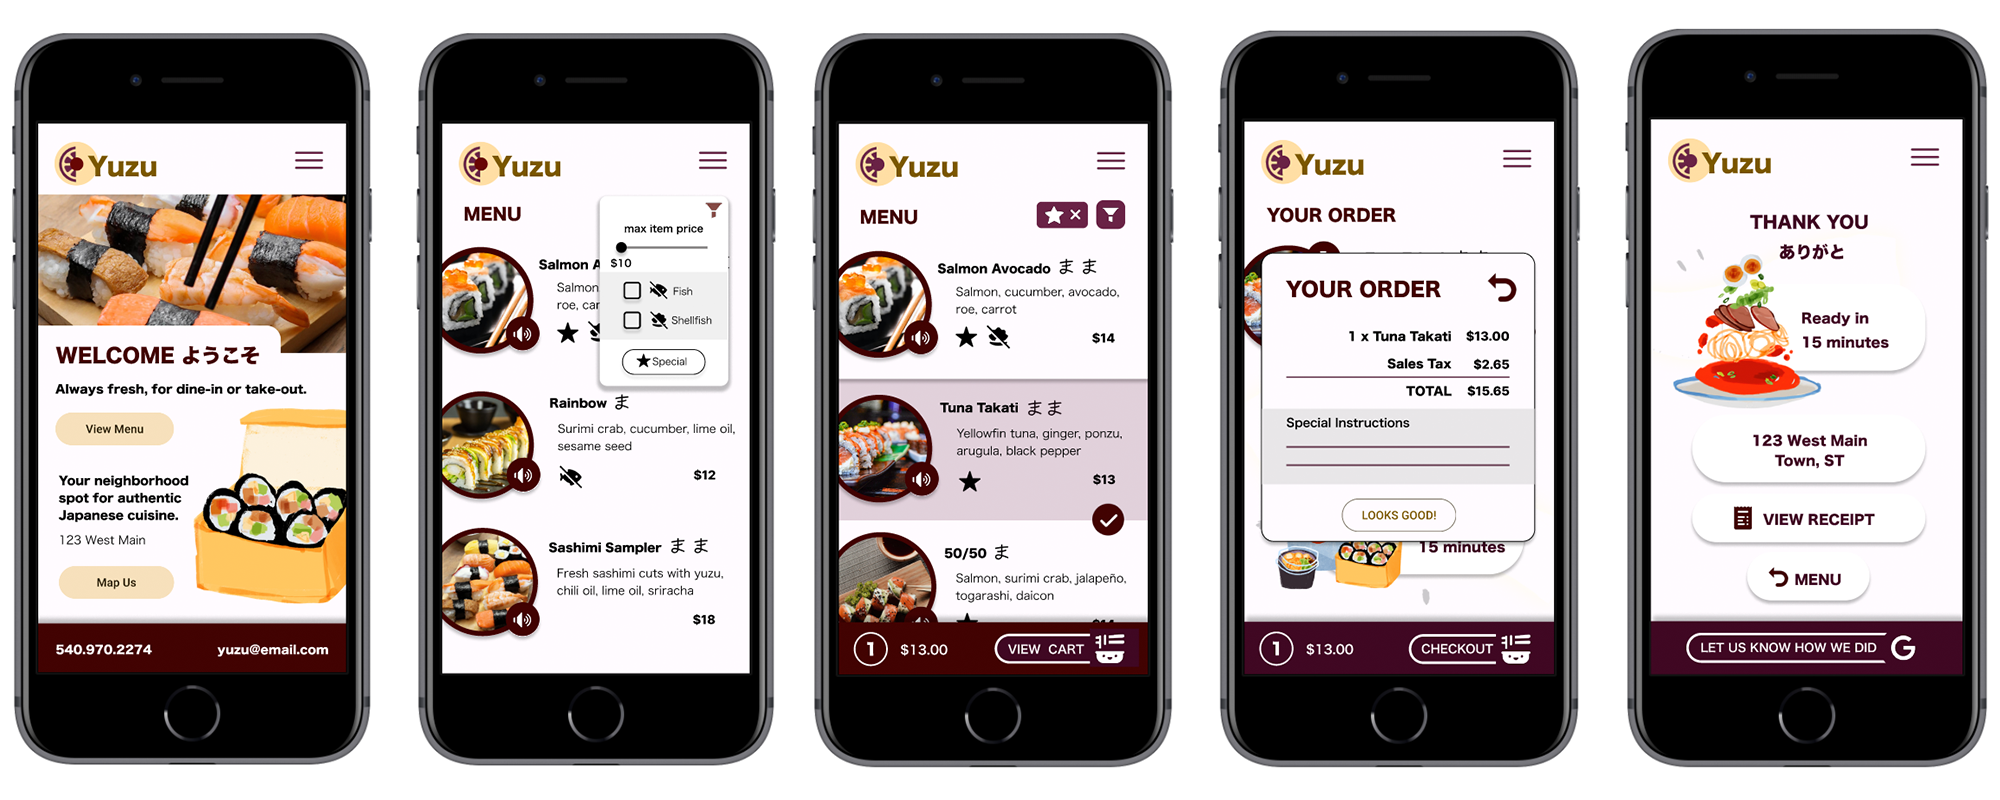 Yuzu
WELCOME ようこそ
Always fresh, for dine-in or take-out.
View Menu
Your neighborhood
spot for authentic
Japanese cuisine.
123 West Main
Map Us
540.970.2274
yuzu@email.com
Yuzu
MENU
max item price
$10
Fish
Shellfish
Special
Salmon A
Salmon
roe, car
Rainbow ま
Surimi crab, cucumber, lime oil,
sesame seed
$12
Sashimi Sampler ま ま
Fresh sashimi cuts with yuzu,
chili oil, lime oil, sriracha
$18
Yuzu
MENU
Salmon Avocado ま ま
Salmon, cucumber, avocado,
roe, carrot
$14
Tuna Takati ま ま
Yellowfin tuna, ginger, ponzu,
arugula, black pepper
$13
50/50 ま
Salmon, surimi crab, jalapeño,
togarashi, daicon
1 $13.00
VIEW CART
Yuzu
YOUR ORDER
YOUR ORDER
1 x Tuna Takati $13.00
Sales Tax $2.65
TOTAL $15.65
Special Instructions
LOOKS GOOD!
15 minutes
1 $13.00
CHECKOUT
Yuzu
THANK YOU
ありがと
Ready in
15 minutes
123 West Main
Town, ST
VIEW RECEIPT
MENU
LET US KNOW HOW WE DID G